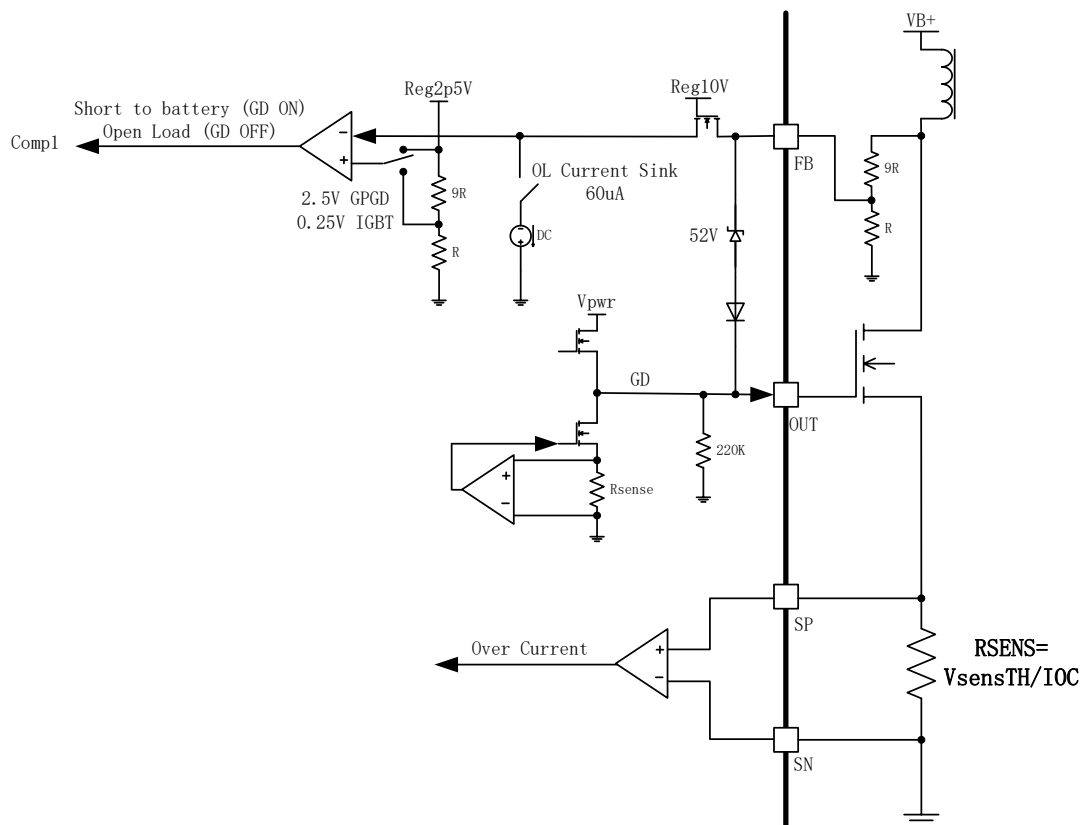 VB+
Reg2p5V
Reg10V
Short to battery (GD ON)
Open Load (GD OFF)
Comp1
-
+
FB
9R
OL Current Sink
60uA
2.5V GPGD
0.25V IGBT
9R
R
R
DC
52V
Vpwr
GD
OUT
220K
+
-
Rsense
SP
Over Current
+
-
RSENS=
VsensTH/IOC
SN